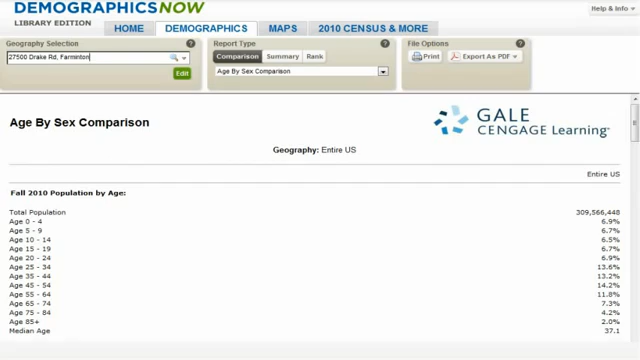 DEMOGRAPHICSNOW
LIBRARY EDITION
Help & Info
HOME
DEMOGRAPHICS
MAPS
2010 CENSUS & MORE
Geography Selection
?
Report Type
?
File Options
?
27500 Drake Rd, Farminton
Comparison
Summary
Rank
Print
Export As PDF
Edit
Age By Sex Comparison
Age By Sex Comparison
GALE
CENGAGE Learning
Geography: Entire US
Entire US
Fall 2010 Population by Age:
Total Population 309,566,448
Age 0 - 4 6.9%
Age 5 - 9 6.7%
Age 10 - 14 6.5%
Age 15 - 19 6.7%
Age 20 - 24 6.9%
Age 25 - 34 13.6%
Age 35 - 44 13.2%
Age 45 - 54 14.2%
Age 55 - 64 11.8%
Age 65 - 74 7.3%
Age 75 - 84 4.2%
Age 85+ 2.0%
Median Age 37.1